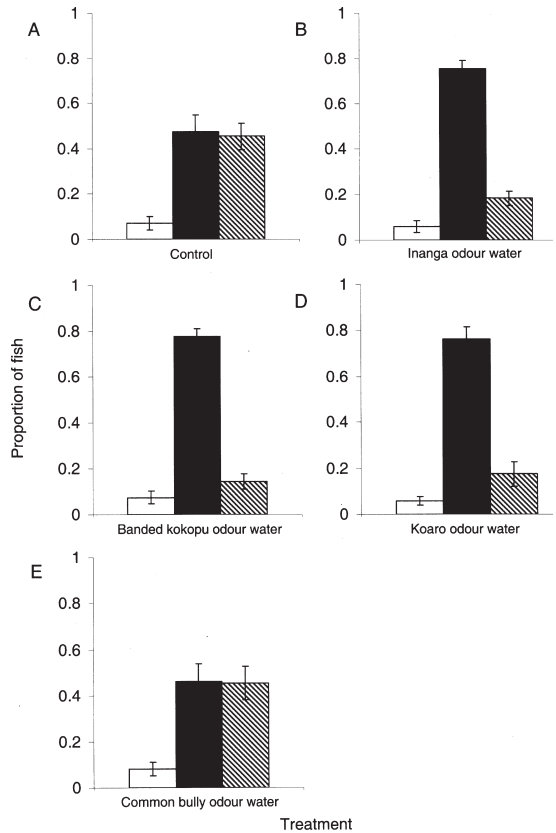 A
1
0.8
0.6
0.4
0.2
0
Control
B
1
0.8
0.6
0.4
0.2
0
Inanga odour water
C
1
0.8
0.6
0.4
0.2
0
Banded kokopu odour water
D
1
0.8
0.6
0.4
0.2
0
Koaro odour water
E
1
0.8
0.6
0.4
0.2
0
Common bully odour water
Proportion of fish
Treatment